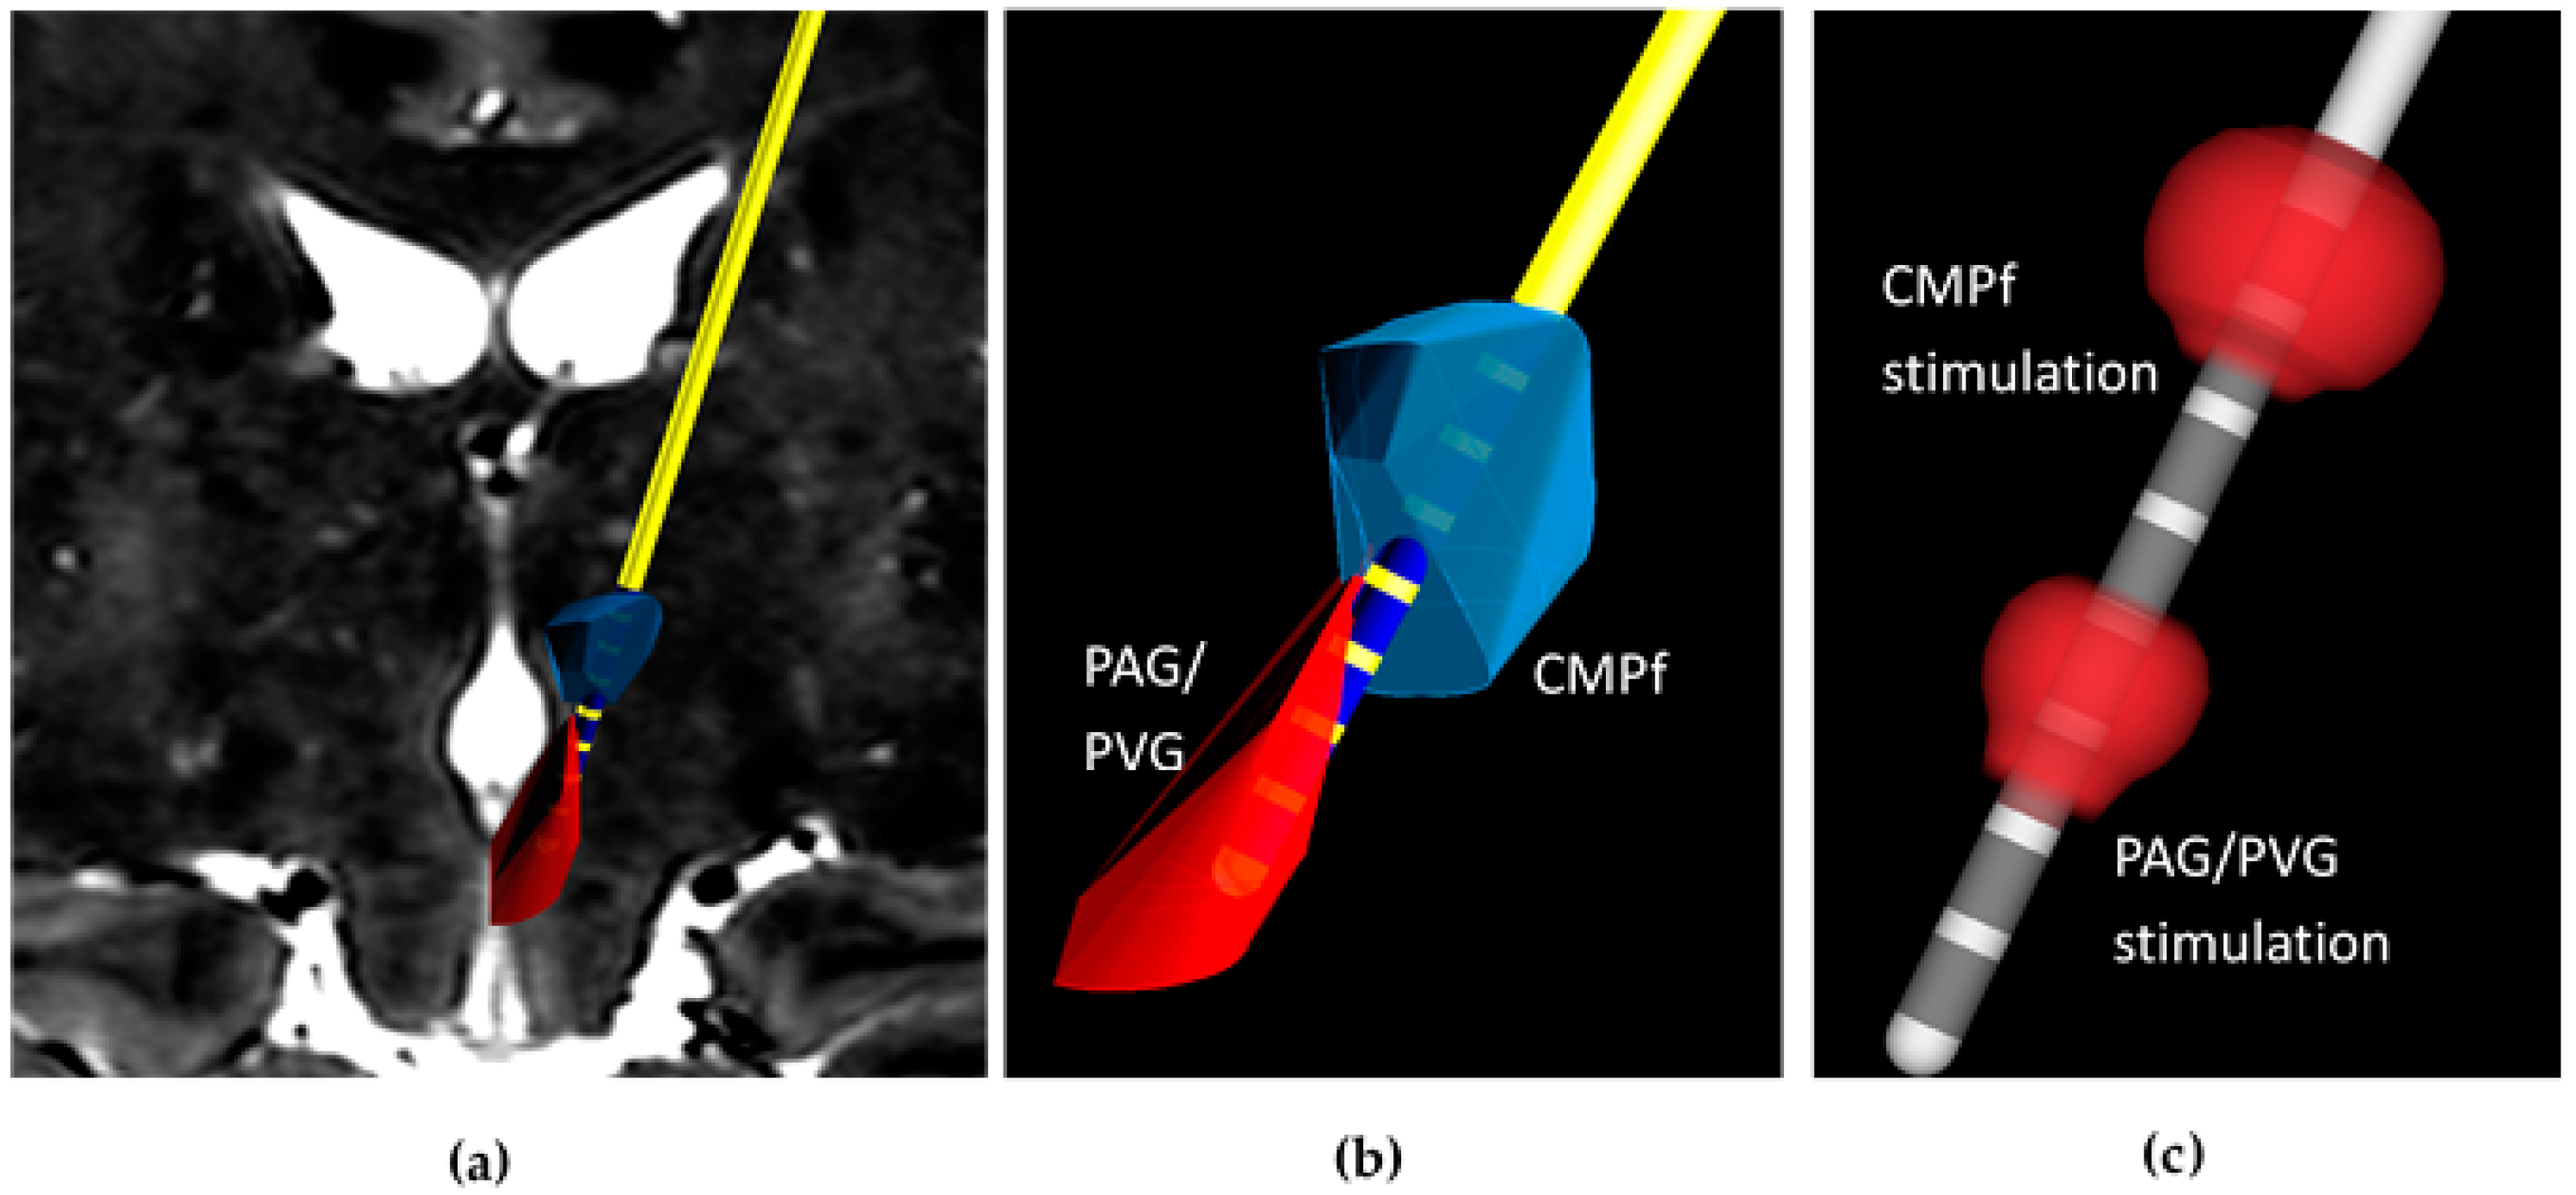 PAG/
PVG
CMPf
CMPf
stimulation
PAG/PVG
stimulation
(a)
(b)
(c)